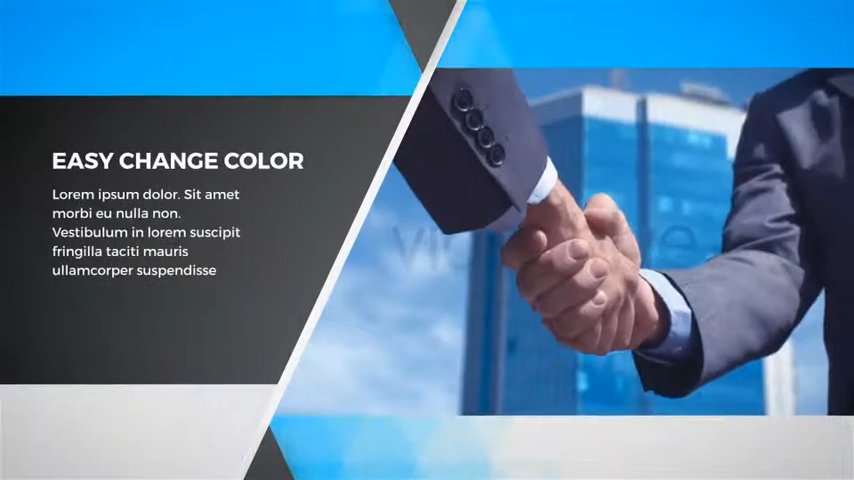 EASY CHANGE COLOR
Lorem ipsum dolor. Sit amet
morbi eu nulla non.
Vestibulum in lorem suscipit
fringilla taciti mauris
ullamcorper suspendisse